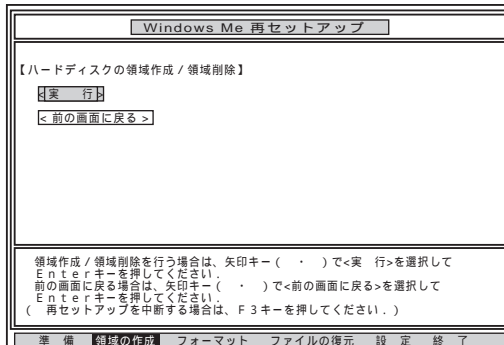 Windows Me 再セットアップ
【ハードディスクの領域作成/領域削除】
<実　　行>
<前の画面に戻る>
領域作成/領域削除を行う場合は、矢印キー(　・　)で<実　行>を選択して
Enterキーを押してください.
前の画面に戻る場合は、矢印キー(　・　)で<前の画面に戻る>を選択して
Enterキーを押してください.
(　再セットアップを中断する場合は、F3キーを押してください.)
準　備　領域の作成　フォーマット　ファイルの復元　設　定　終　了